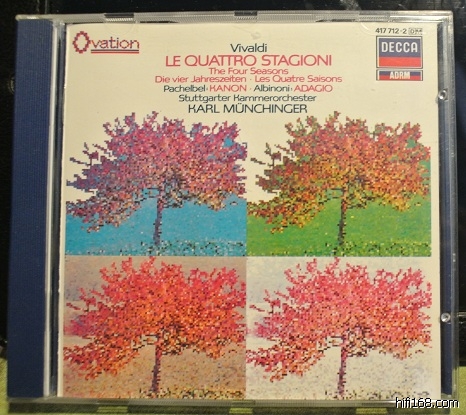 Ovation
417 712-2
Vivaldi
LE QUATTRO STAGIONI
The Four Seasons
Die vier Jahreszeiten · Les Quatre Saisons
Pachelbel · KANON · Albinoni · ADAGIO
Stuttgarter Kammerorchester
KARL MÜNCHINGER
DECCA
ADRM
hifi168.com